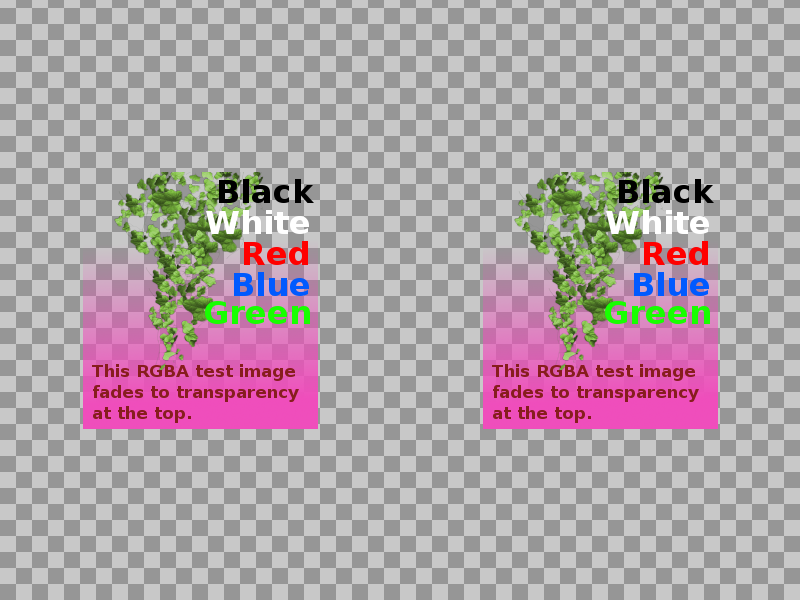 Black
White
Red
Blue
Green
This RGBA test image
fades to transparency
at the top.
Black
White
Red
Blue
Green
This RGBA test image
fades to transparency
at the top.